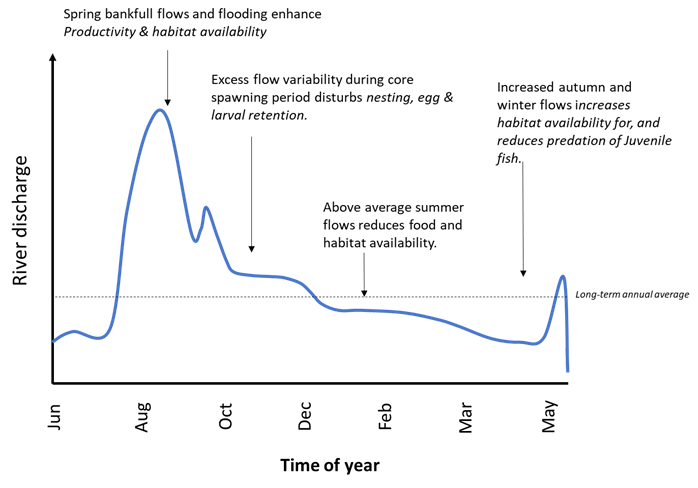 Spring bankfull flows and flooding enhance
Productivity & habitat availability
Excess flow variability during core
spawning period disturbs nesting, egg &
larval retention.
Increased autumn and
winter flows increases
habitat availability for, and
reduces predation of Juvenile
fish.
Above average summer
flows reduces food and
habitat availability.
River discharge
Long-term annual average
Jun
Aug
Oct
Dec
Feb
Mar
May
Time of year